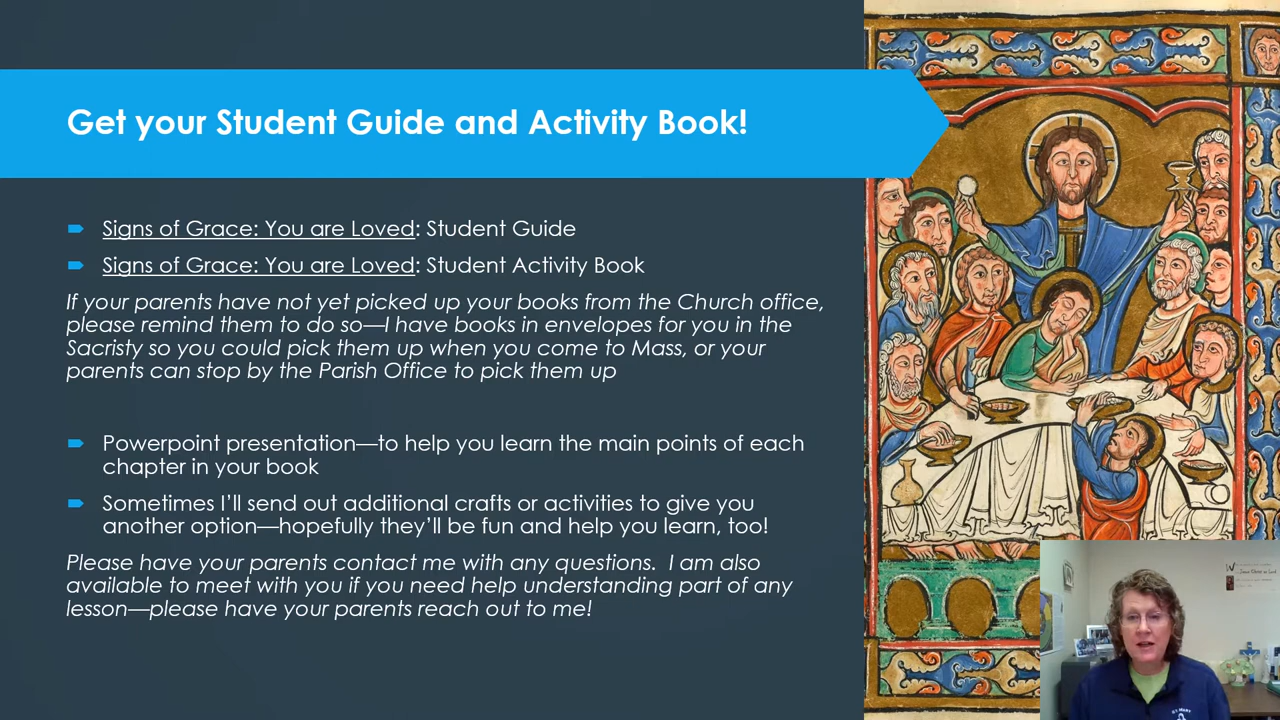 Get your Student Guide and Activity Book!
Signs of Grace: You are Loved: Student Guide
Signs of Grace: You are Loved: Student Activity Book
If your parents have not yet picked up your books from the Church office,
please remind them to do so—I have books in envelopes for you in the
Sacristy so you could pick them up when you come to Mass, or your
parents can stop by the Parish Office to pick them up
Powerpoint presentation—to help you learn the main points of each
chapter in your book
Sometimes I'll send out additional crafts or activities to give you
another option—hopefully they'll be fun and help you learn, too!
Please have your parents contact me with any questions.  I am also
available to meet with you if you need help understanding part of any
lesson—please have your parents reach out to me!
ST. MARY